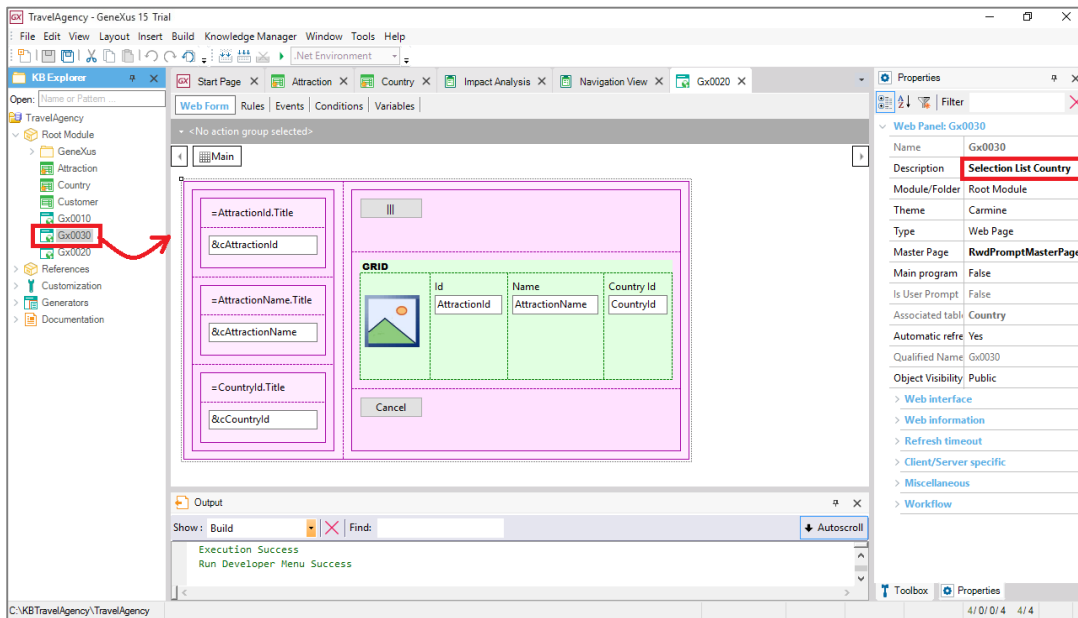 TravelAgency - GeneXus 15 Trial
File Edit View Layout Insert Build Knowledge Manager Window Tools Help
.Net Environment
KB Explorer
Open: Name or Pattern ...
TravelAgency
Root Module
GeneXus
Attraction
Country
Customer
Gx0010
Gx0030
Gx0020
References
Customization
Generators
Documentation
Start Page Attraction Country Impact Analysis Navigation View Gx0020
Web Form Rules Events Conditions Variables
<No action group selected>
Main
=AttractionId.Title
&cAttractionId
=AttractionName.Title
&cAttractionName
=CountryId.Title
&cCountryId
|||
GRID
Id Name Country Id
AttractionId AttractionName CountryId
Cancel
Output
Show: Build Find: Autoscroll
Execution Success
Run Developer Menu Success
Properties
Filter
Web Panel: Gx0030
Name Gx0030
Description Selection List Country
Module/Folder Root Module
Theme Carmine
Type Web Page
Master Page RwdPromptMasterPage
Main program False
Is User Prompt False
Associated tabl Country
Automatic refre Yes
Qualified Name Gx0030
Object Visibility Public
Web interface
Web information
Refresh timeout
Client/Server specific
Miscellaneous
Workflow
Toolbox Properties
C:\KBTravelAgency\TravelAgency 4/0/0/4 4/4